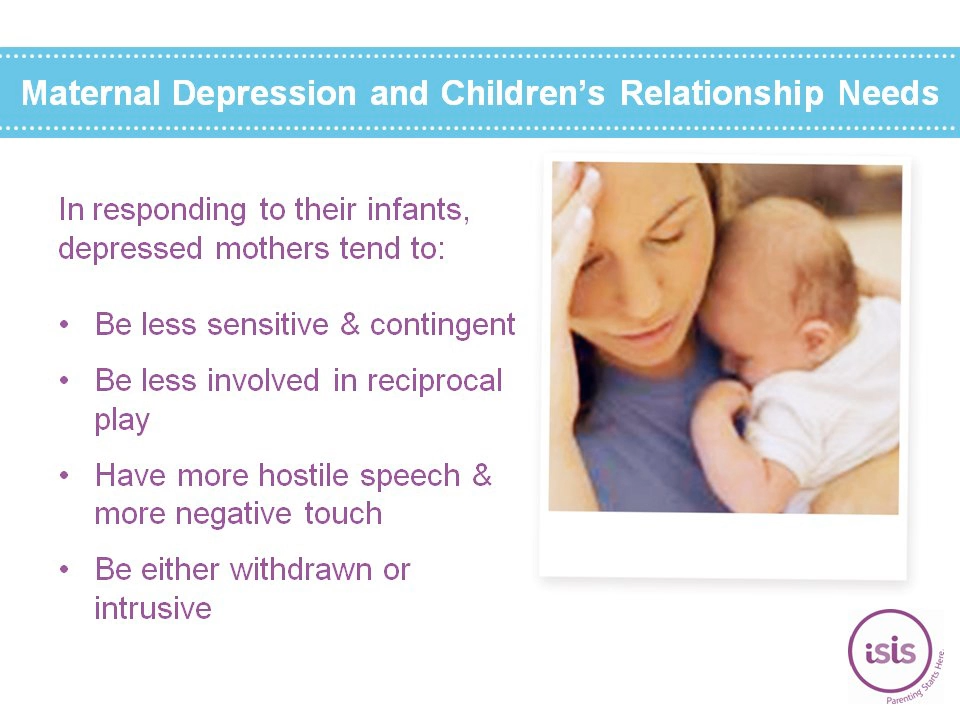 Maternal Depression and Children's Relationship Needs
In responding to their infants,
depressed mothers tend to:
• Be less sensitive & contingent
• Be less involved in reciprocal
play
• Have more hostile speech &
more negative touch
• Be either withdrawn or
intrusive
isis
Parenting Starts Here.